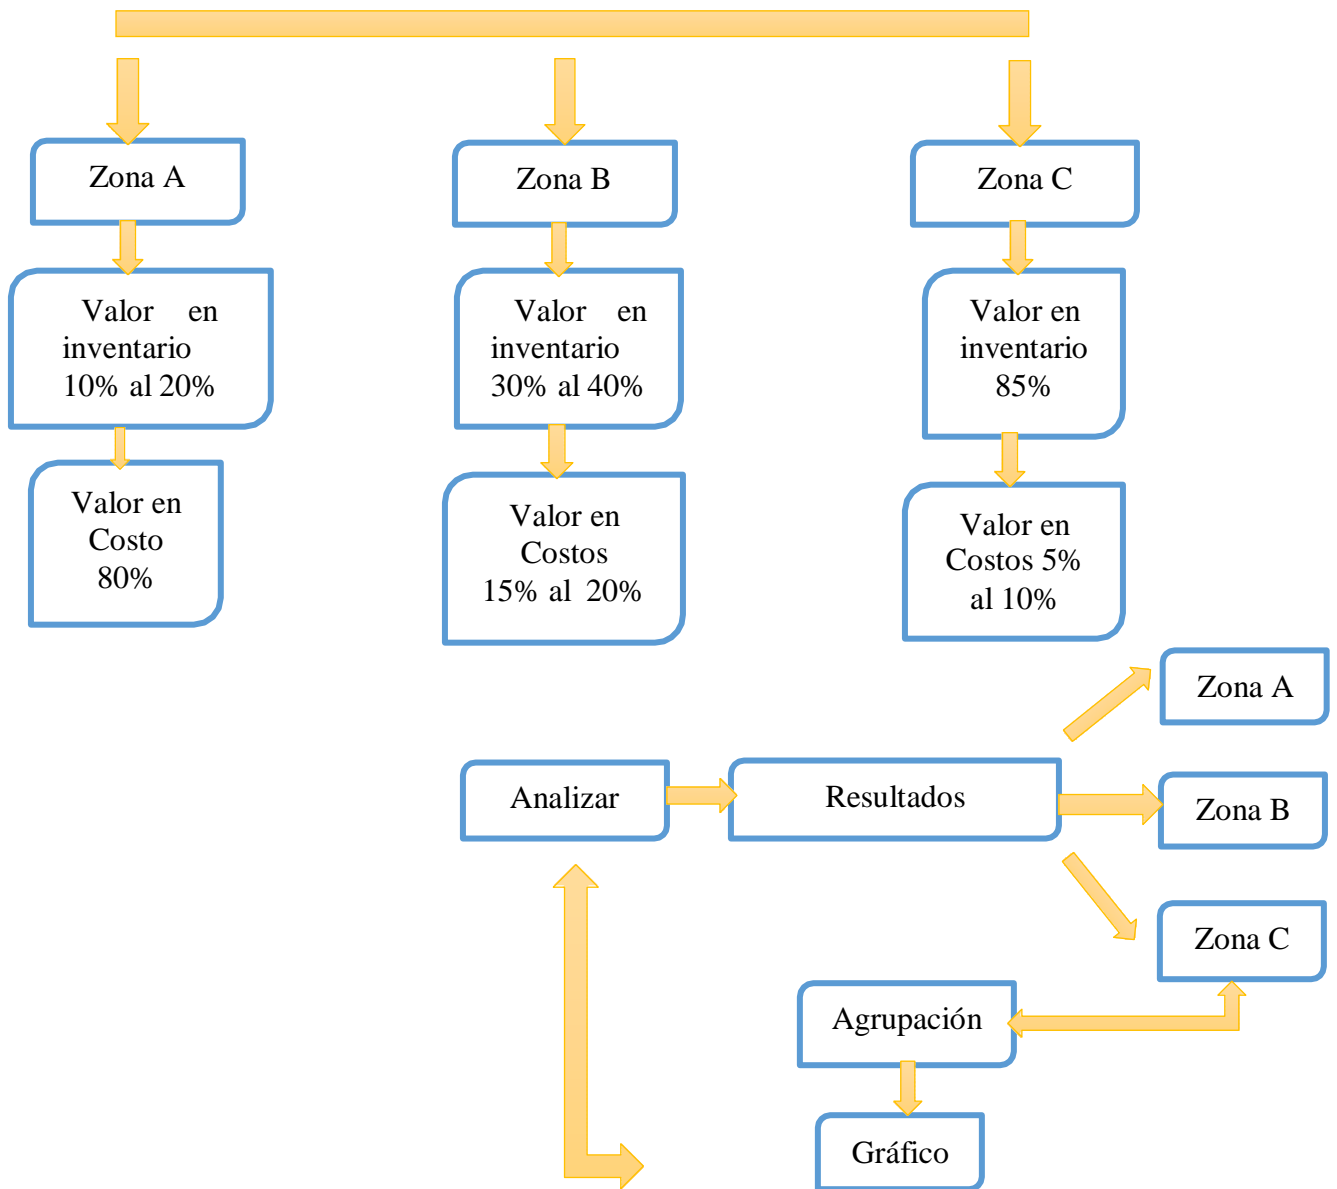 Zona A
Zona B
Zona C
Valor en
inventario
10% al 20%
Valor en
inventario
30% al 40%
Valor en
inventario
85%
Valor en
Costo
80%
Valor en
Costos
15% al 20%
Valor en
Costos 5%
al 10%
Zona A
Analizar
Resultados
Zona B
Zona C
Agrupación
Gráfico